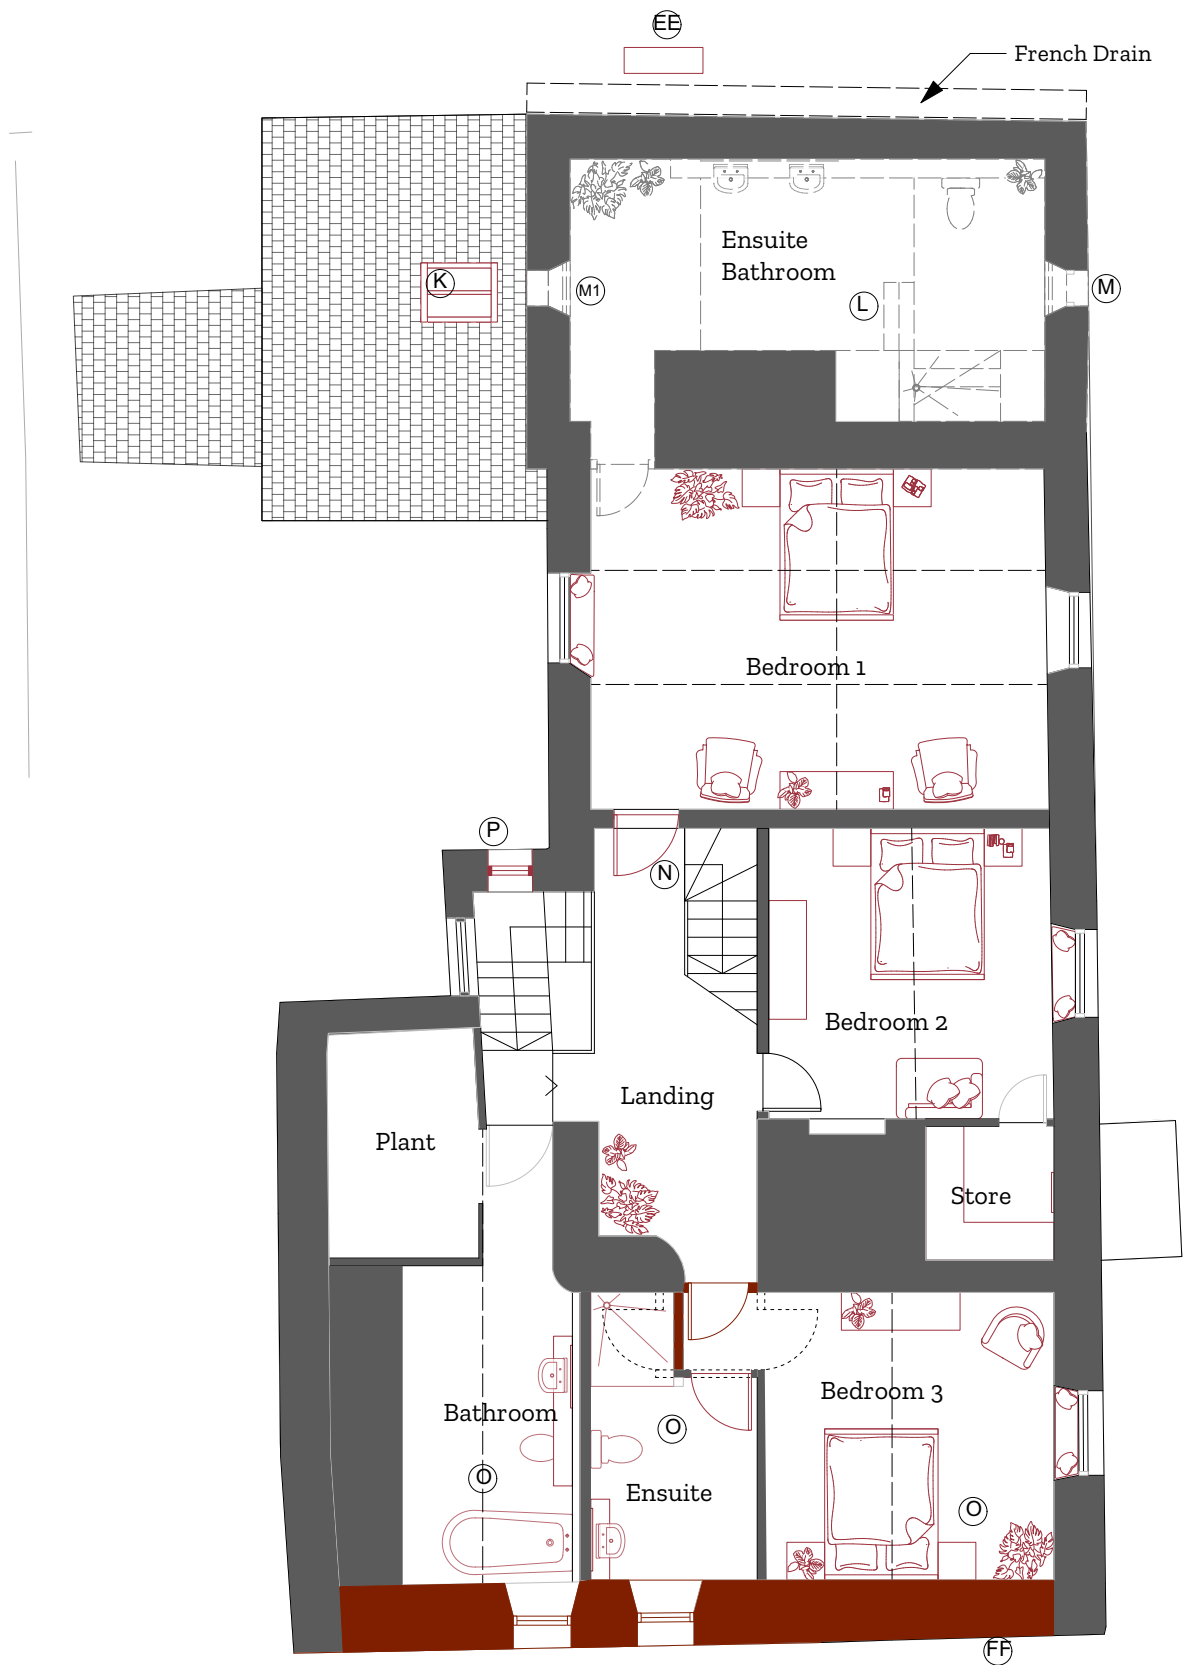 EE
French Drain
K
Ensuite
Bathroom
M1
L
M
Bedroom 1
P
N
Bedroom 2
Landing
Plant
Store
Bedroom 3
Bathroom
O
O
Ensuite
O
FF